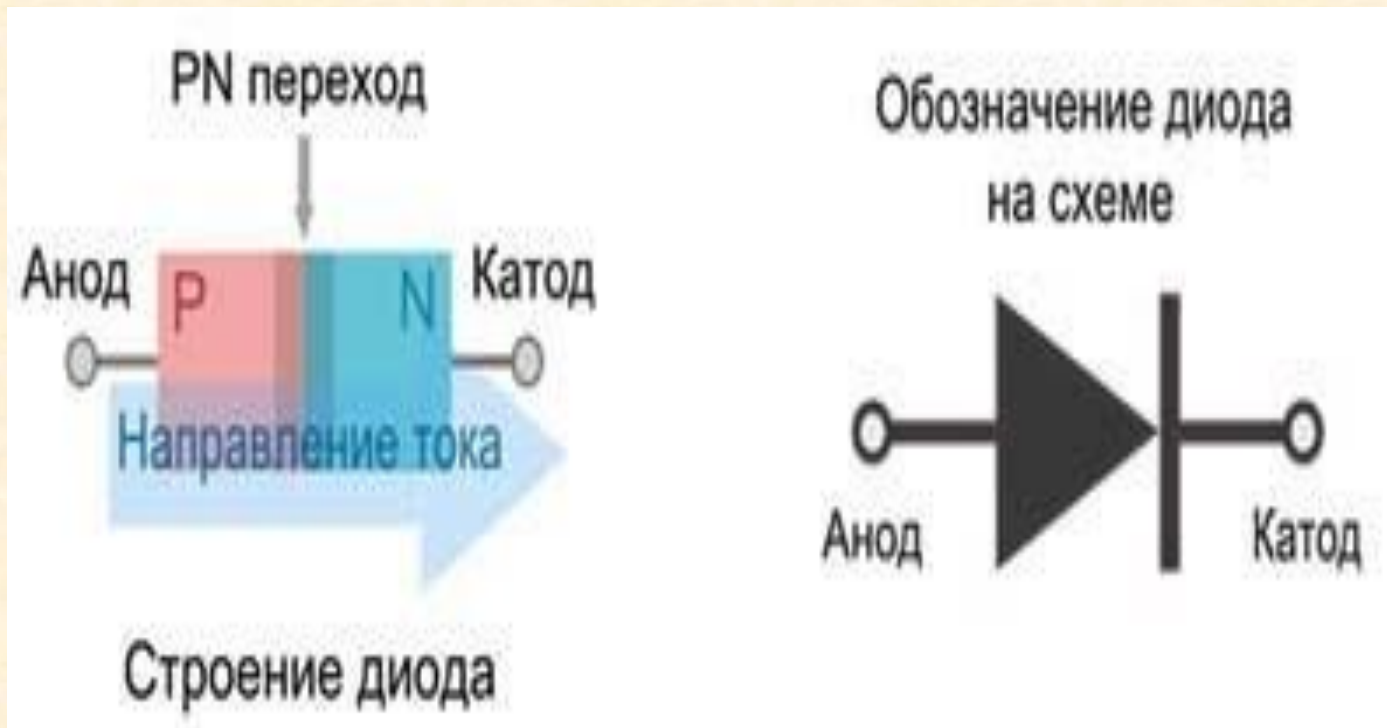 PN переход
Анод
P
N
Катод
Направление тока
Строение диода
Обозначение диода
на схеме
Анод
Катод